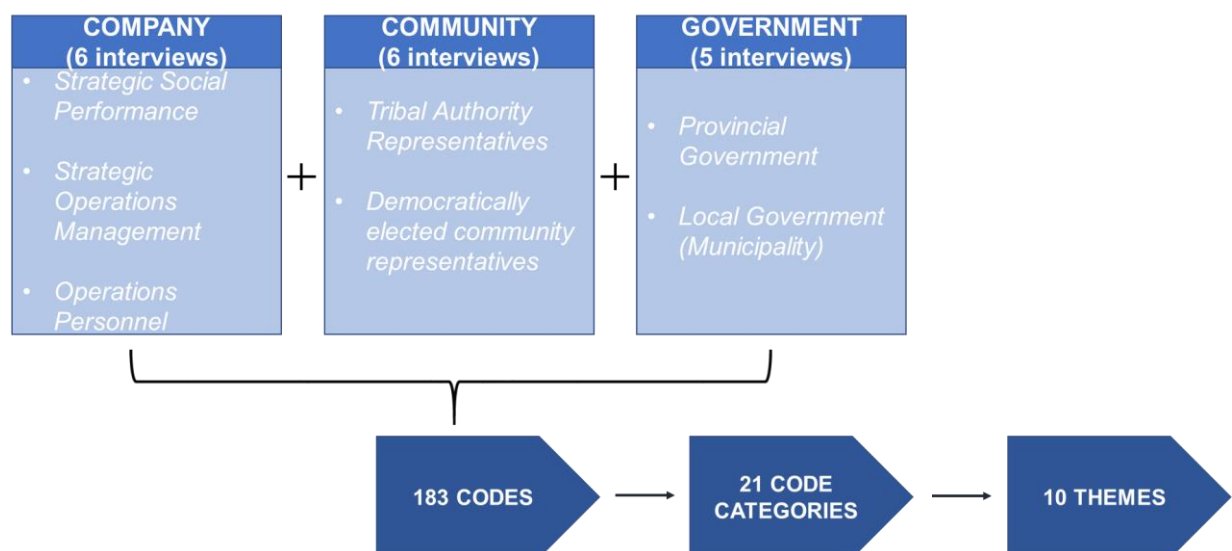 COMPANY
(6 interviews)
• Strategic Social
Performance
• Strategic
Operations
Management
• Operations
Personnel
+
COMMUNITY
(6 interviews)
• Tribal Authority
Representatives
• Democratically
elected community
representatives
+
GOVERNMENT
(5 interviews)
• Provincial
Government
• Local Government
(Municipality)
183 CODES
21 CODE
CATEGORIES
10 THEMES